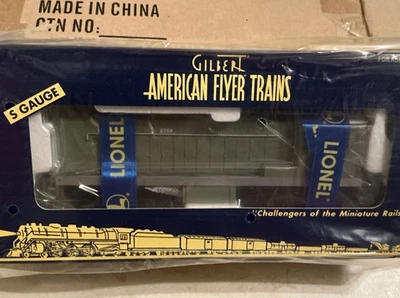 MADE IN CHINA
CTN NO:
GILBERT
AMERICAN FLYER TRAINS
S GAUGE
LIONEL
LIONEL
"Challengers of the Miniature Rails